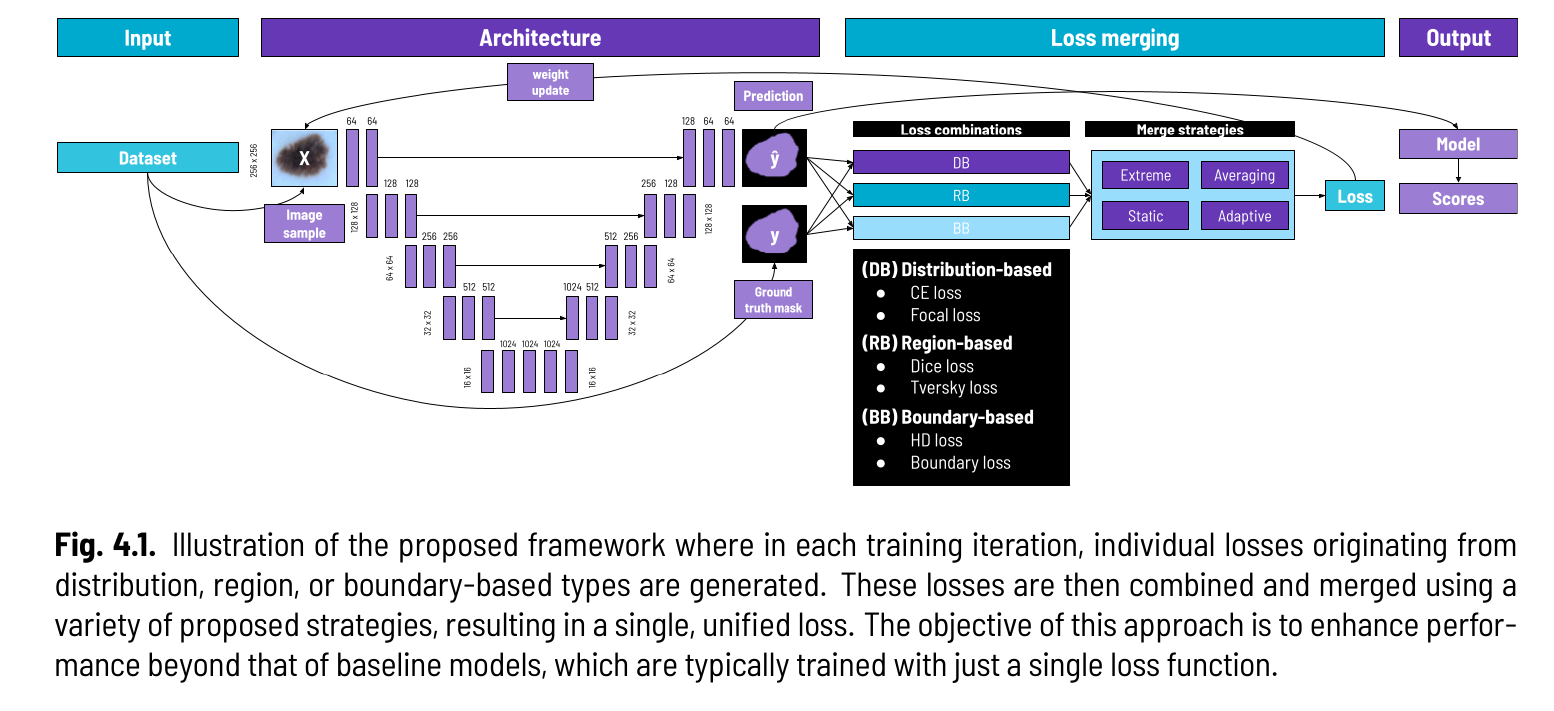 Input
Architecture
Loss merging
Output
weight
update
Prediction
Dataset
256 x 256
X
Image
sample
64 64
128 64 64
128 x 128
128 128
256 128
128 x 128
64 x 64
256 256
512 256
64 x 64
32 x 32
512 512
1024 512
32 x 32
16 x 16
1024 1024 1024
16 x 16
ŷ
y
Ground
truth mask
Loss combinations
DB
RB
BB
(DB) Distribution-based
● CE loss
● Focal loss
(RB) Region-based
● Dice loss
● Tversky loss
(BB) Boundary-based
● HD loss
● Boundary loss
Merge strategies
Extreme
Averaging
Static
Adaptive
Loss
Model
Scores
Fig. 4.1. Illustration of the proposed framework where in each training iteration, individual losses originating from
distribution, region, or boundary-based types are generated. These losses are then combined and merged using a
variety of proposed strategies, resulting in a single, unified loss. The objective of this approach is to enhance perfor-
mance beyond that of baseline models, which are typically trained with just a single loss function.